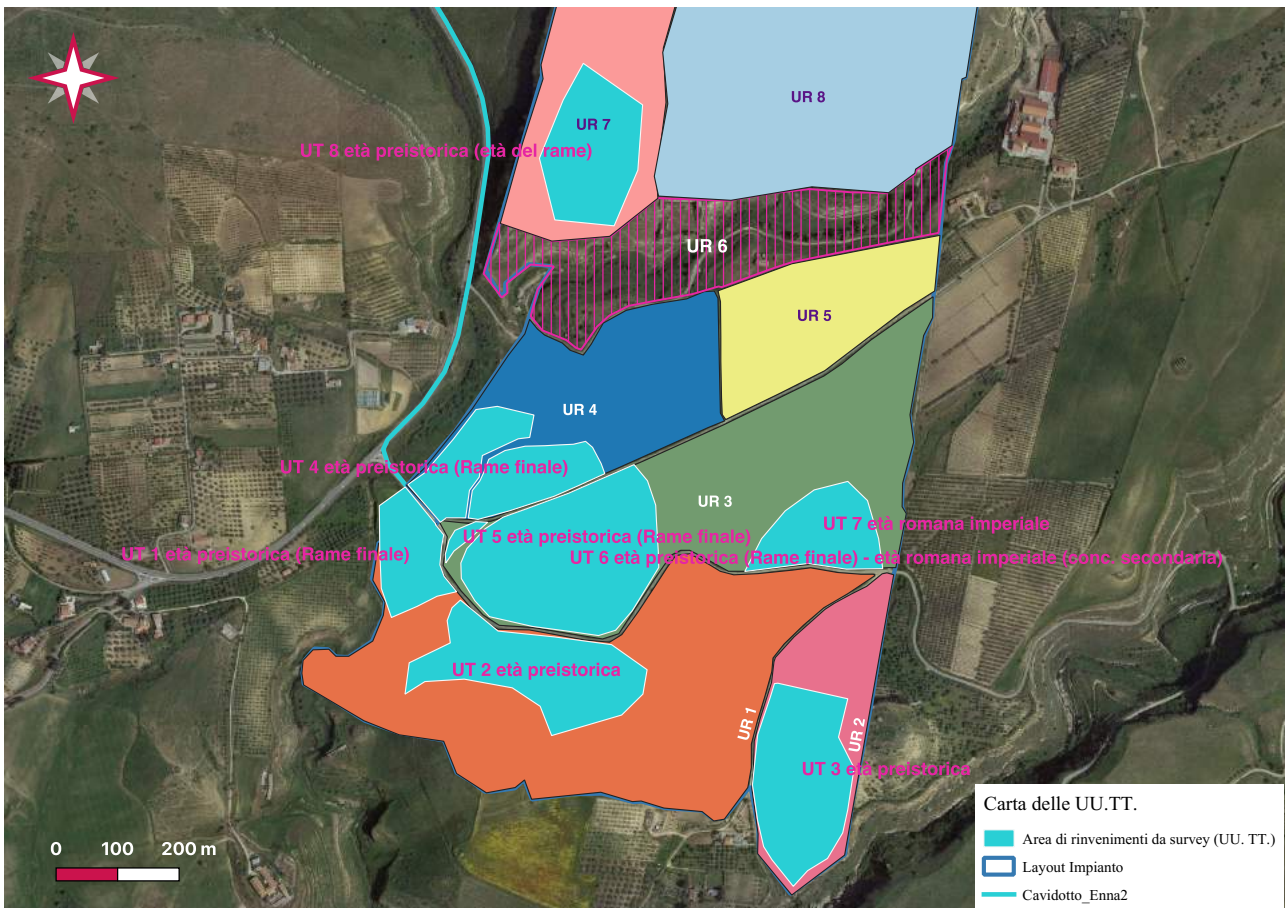 UR 8
UR 7
UT 8 età preistorica (età del rame)
UR 6
UR 5
UR 4
UT 4 età preistorica (Rame finale)
UR 3
UT 7 età romana imperiale
UT 5 età preistorica (Rame finale)
UT 1 età preistorica (Rame finale)
UT 6 età preistorica (Rame finale) - età romana imperiale (conc. secondaria)
UT 2 età preistorica
UR 1
UR 2
UT 3 età preistorica
0 100 200 m
Carta delle UU.TT.
Area di rinvenimenti da survey (UU. TT.)
Layout Impianto
Cavidotto_Enna2